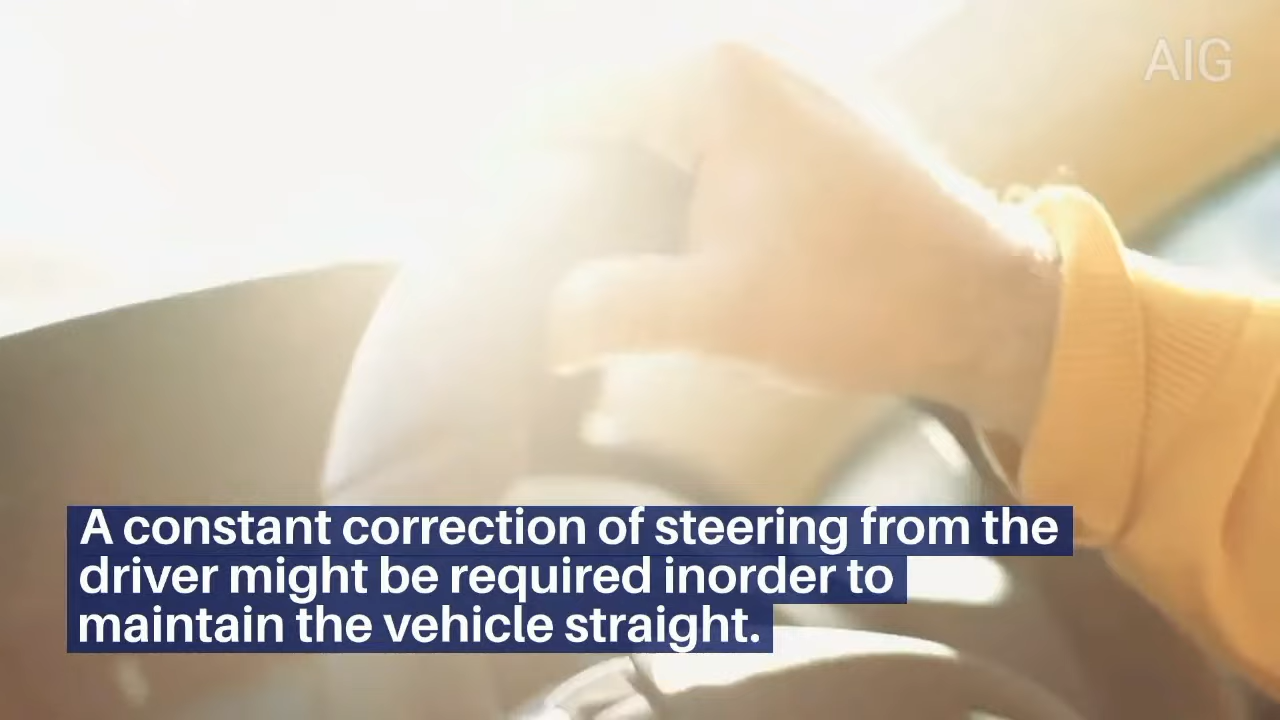 AIG
A constant correction of steering from the
driver might be required inorder to
maintain the vehicle straight.